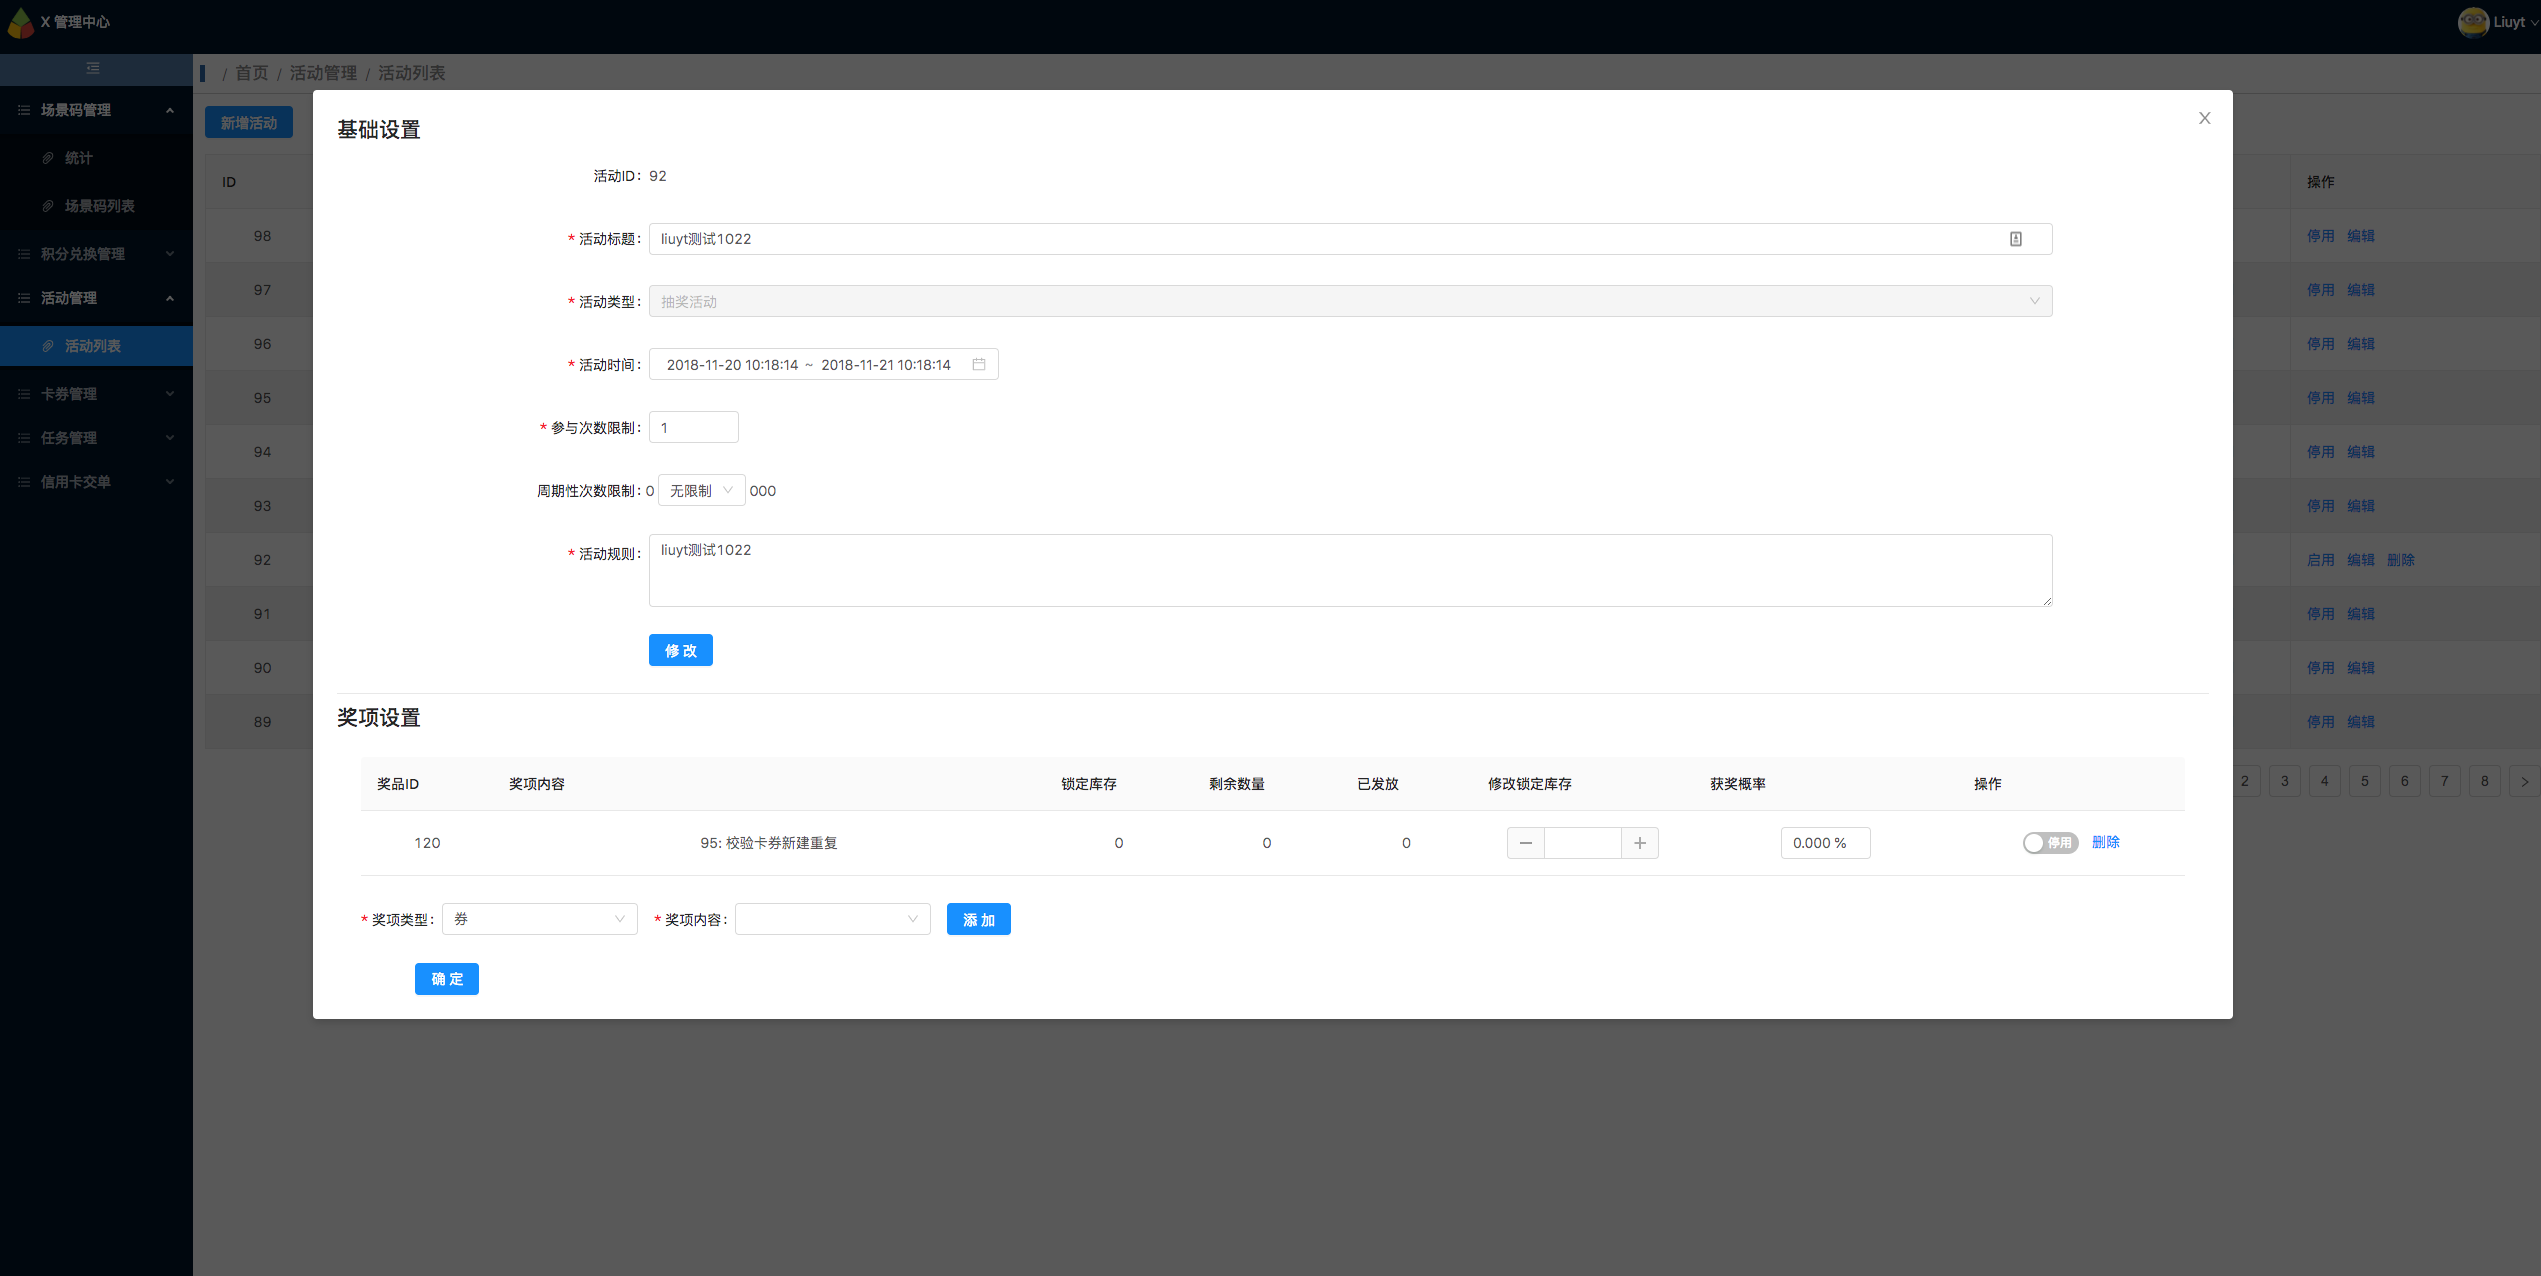 X 管理中心
Liuyt
/ 首页 / 活动管理 / 活动列表
场景码管理
统计
场景码列表
积分兑换管理
活动管理
活动列表
卡券管理
任务管理
信用卡交单
新增活动
ID
操作
98
停用 编辑
97
停用 编辑
96
停用 编辑
95
停用 编辑
94
停用 编辑
93
停用 编辑
92
启用 编辑 删除
91
停用 编辑
90
停用 编辑
89
停用 编辑
2 3 4 5 6 7 8 >
基础设置
X
活动ID: 92
* 活动标题: liuyt测试1022
* 活动类型: 抽奖活动
* 活动时间: 2018-11-20 10:18:14 ~ 2018-11-21 10:18:14
* 参与次数限制: 1
周期性次数限制: 0 无限制 000
* 活动规则: liuyt测试1022
修 改
奖项设置
奖品ID 奖项内容 锁定库存 剩余数量 已发放 修改锁定库存 获奖概率 操作
120 95: 校验卡券新建重复 0 0 0 — + 0.000 % 停用 删除
* 奖项类型: 券 * 奖项内容: 添 加
确 定